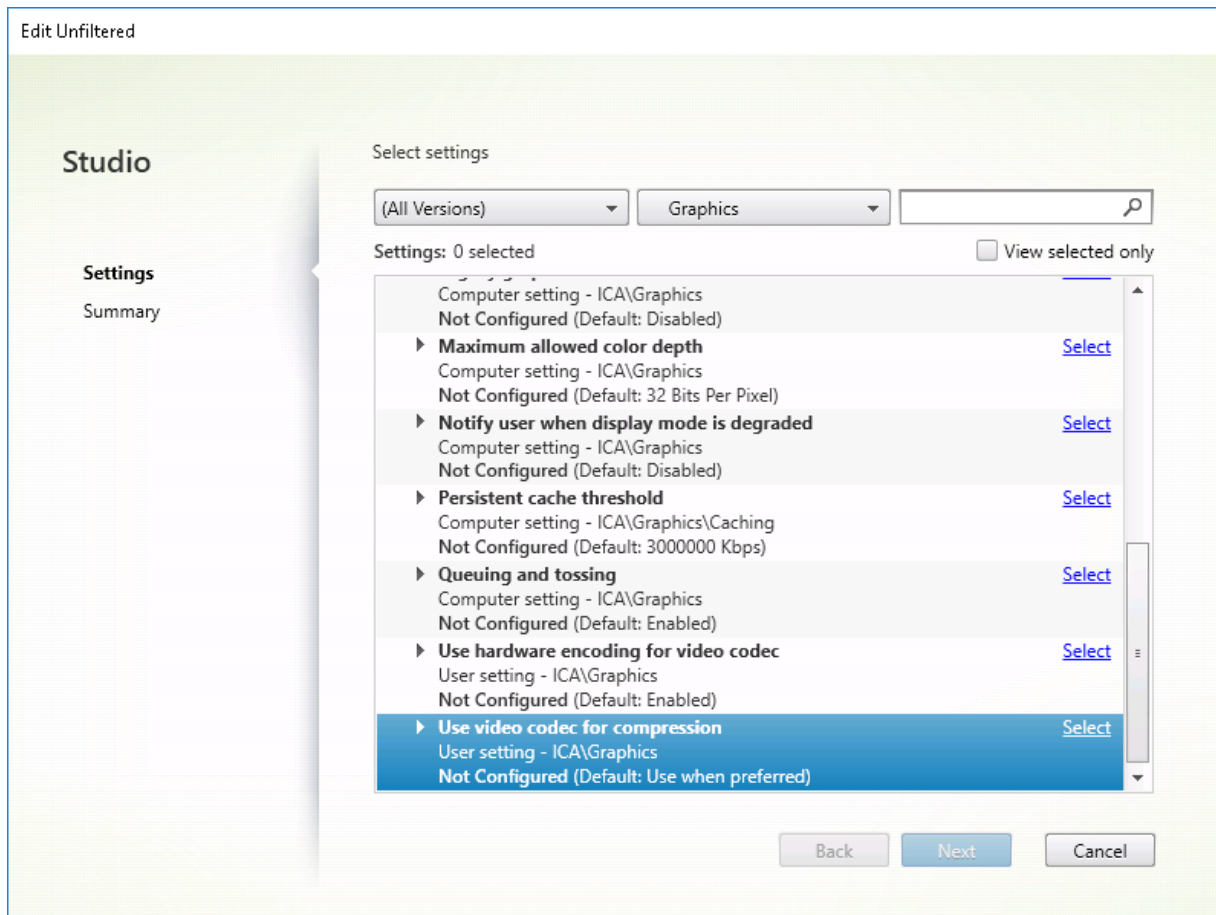 Edit Unfiltered
Studio
Settings
Summary
Select settings
(All Versions)
Graphics
Settings: 0 selected
View selected only
Computer setting - ICA\Graphics
Not Configured (Default: Disabled)
Maximum allowed color depth
Select
Computer setting - ICA\Graphics
Not Configured (Default: 32 Bits Per Pixel)
Notify user when display mode is degraded
Select
Computer setting - ICA\Graphics
Not Configured (Default: Disabled)
Persistent cache threshold
Select
Computer setting - ICA\Graphics\Caching
Not Configured (Default: 3000000 Kbps)
Queuing and tossing
Select
Computer setting - ICA\Graphics
Not Configured (Default: Enabled)
Use hardware encoding for video codec
Select
User setting - ICA\Graphics
Not Configured (Default: Enabled)
Use video codec for compression
Select
User setting - ICA\Graphics
Not Configured (Default: Use when preferred)
Back
Next
Cancel